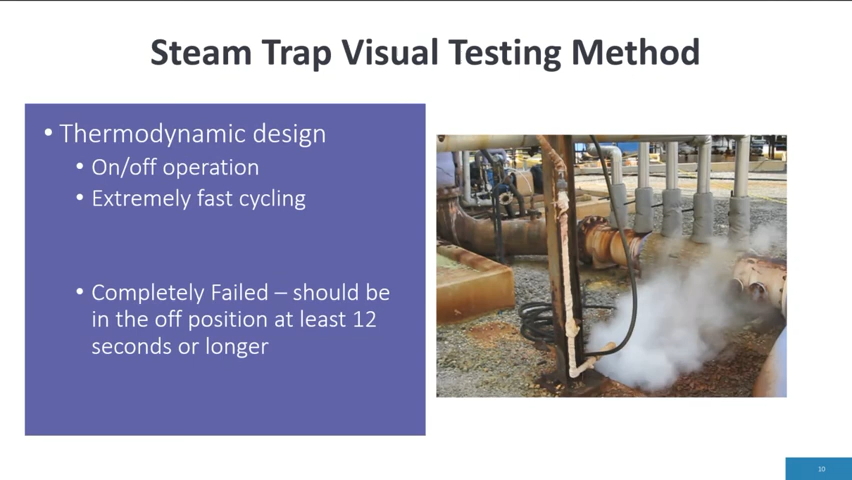 Steam Trap Visual Testing Method
• Thermodynamic design
• On/off operation
• Extremely fast cycling
• Completely Failed – should be
in the off position at least 12
seconds or longer
10